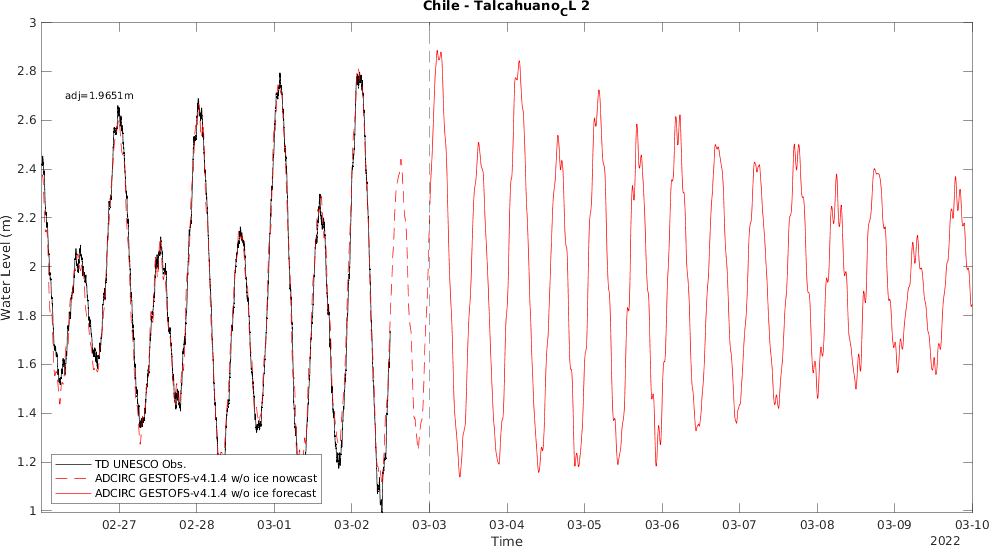 Chile - Talcahuano_CL 2
3
2.8
adj=1.9651m
2.6
2.4
2.2
2
1.8
1.6
1.4
1.2
1
Water Level (m)
TD UNESCO Obs.
ADCIRC GESTOFS-v4.1.4 w/o ice nowcast
ADCIRC GESTOFS-v4.1.4 w/o ice forecast
02-27 02-28 03-01 03-02 03-03 03-04 03-05 03-06 03-07 03-08 03-09 03-10
Time
2022